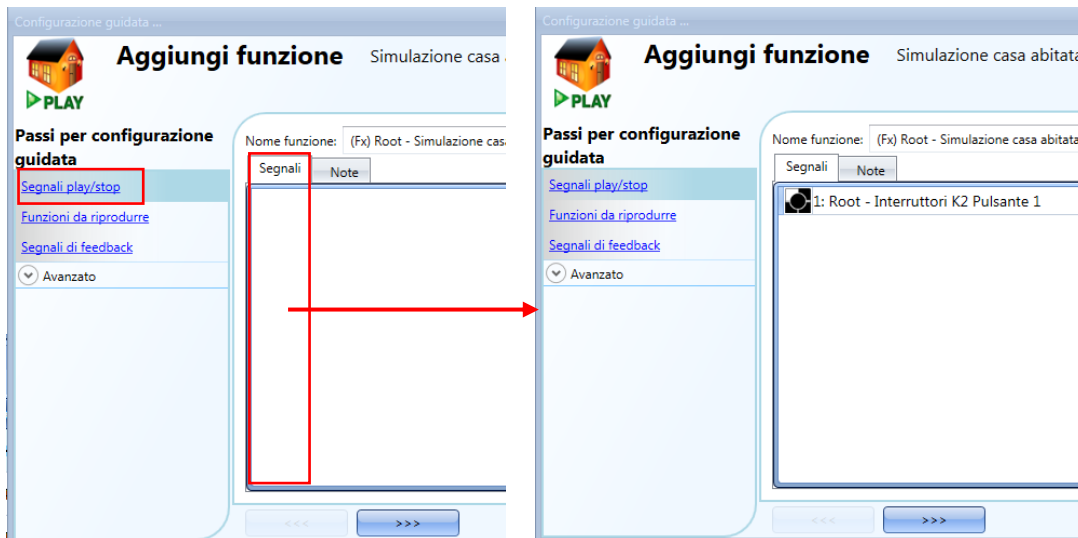 Configurazione guidata ...
Aggiungi funzione Simulazione casa
PLAY
Passi per configurazione
guidata
Segnali play/stop
Funzioni da riprodurre
Segnali di feedback
Avanzato
Nome funzione: (Fx) Root - Simulazione cas
Segnali Note
<<< >>>
Configurazione guidata ...
Aggiungi funzione Simulazione casa abitata
PLAY
Passi per configurazione
guidata
Segnali play/stop
Funzioni da riprodurre
Segnali di feedback
Avanzato
Nome funzione: (Fx) Root - Simulazione casa abitata
Segnali Note
1: Root - Interruttori K2 Pulsante 1
<<< >>>